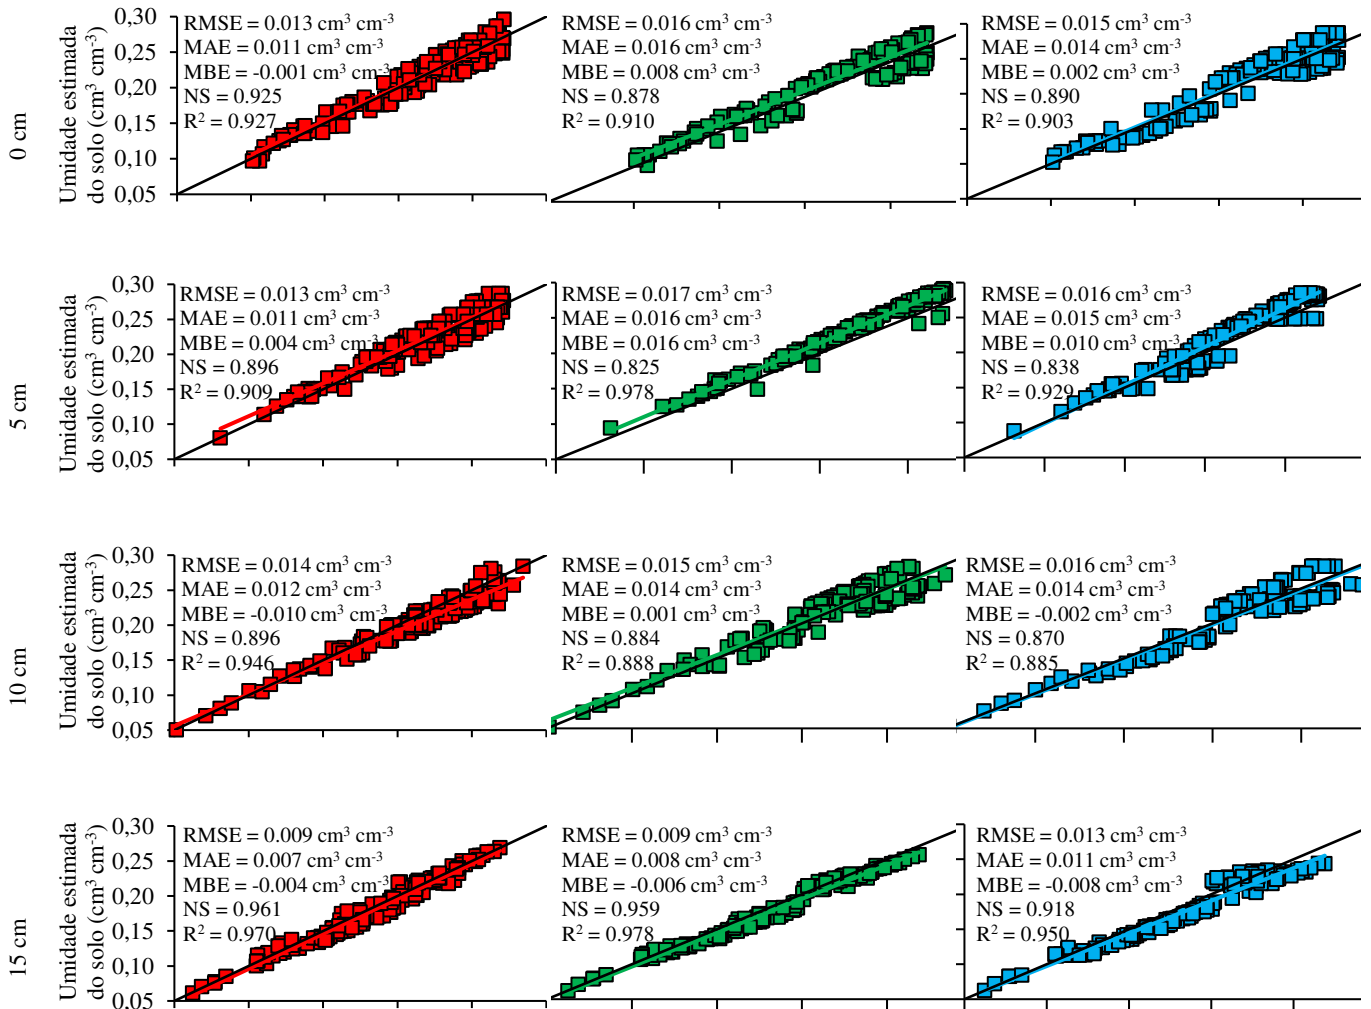 0 cm
Umidade estimada
do solo (cm³ cm⁻³)
0,30
0,25
0,20
0,15
0,10
0,05
RMSE = 0.013 cm³ cm⁻³
MAE = 0.011 cm³ cm⁻³
MBE = -0.001 cm³ cm⁻³
NS = 0.925
R² = 0.927
RMSE = 0.016 cm³ cm⁻³
MAE = 0.016 cm³ cm⁻³
MBE = 0.008 cm³ cm⁻³
NS = 0.878
R² = 0.910
RMSE = 0.015 cm³ cm⁻³
MAE = 0.014 cm³ cm⁻³
MBE = 0.002 cm³ cm⁻³
NS = 0.890
R² = 0.903
5 cm
Umidade estimada
do solo (cm³ cm⁻³)
0,30
0,25
0,20
0,15
0,10
0,05
RMSE = 0.013 cm³ cm⁻³
MAE = 0.011 cm³ cm⁻³
MBE = 0.004 cm³ cm⁻³
NS = 0.896
R² = 0.909
RMSE = 0.017 cm³ cm⁻³
MAE = 0.016 cm³ cm⁻³
MBE = 0.016 cm³ cm⁻³
NS = 0.825
R² = 0.978
RMSE = 0.016 cm³ cm⁻³
MAE = 0.015 cm³ cm⁻³
MBE = 0.010 cm³ cm⁻³
NS = 0.838
R² = 0.929
10 cm
Umidade estimada
do solo (cm³ cm⁻³)
0,30
0,25
0,20
0,15
0,10
0,05
RMSE = 0.014 cm³ cm⁻³
MAE = 0.012 cm³ cm⁻³
MBE = -0.010 cm³ cm⁻³
NS = 0.896
R² = 0.946
RMSE = 0.015 cm³ cm⁻³
MAE = 0.014 cm³ cm⁻³
MBE = 0.001 cm³ cm⁻³
NS = 0.884
R² = 0.888
RMSE = 0.016 cm³ cm⁻³
MAE = 0.014 cm³ cm⁻³
MBE = -0.002 cm³ cm⁻³
NS = 0.870
R² = 0.885
15 cm
Umidade estimada
do solo (cm³ cm⁻³)
0,30
0,25
0,20
0,15
0,10
0,05
RMSE = 0.009 cm³ cm⁻³
MAE = 0.007 cm³ cm⁻³
MBE = -0.004 cm³ cm⁻³
NS = 0.961
R² = 0.970
RMSE = 0.009 cm³ cm⁻³
MAE = 0.008 cm³ cm⁻³
MBE = -0.006 cm³ cm⁻³
NS = 0.959
R² = 0.978
RMSE = 0.013 cm³ cm⁻³
MAE = 0.011 cm³ cm⁻³
MBE = -0.008 cm³ cm⁻³
NS = 0.918
R² = 0.950